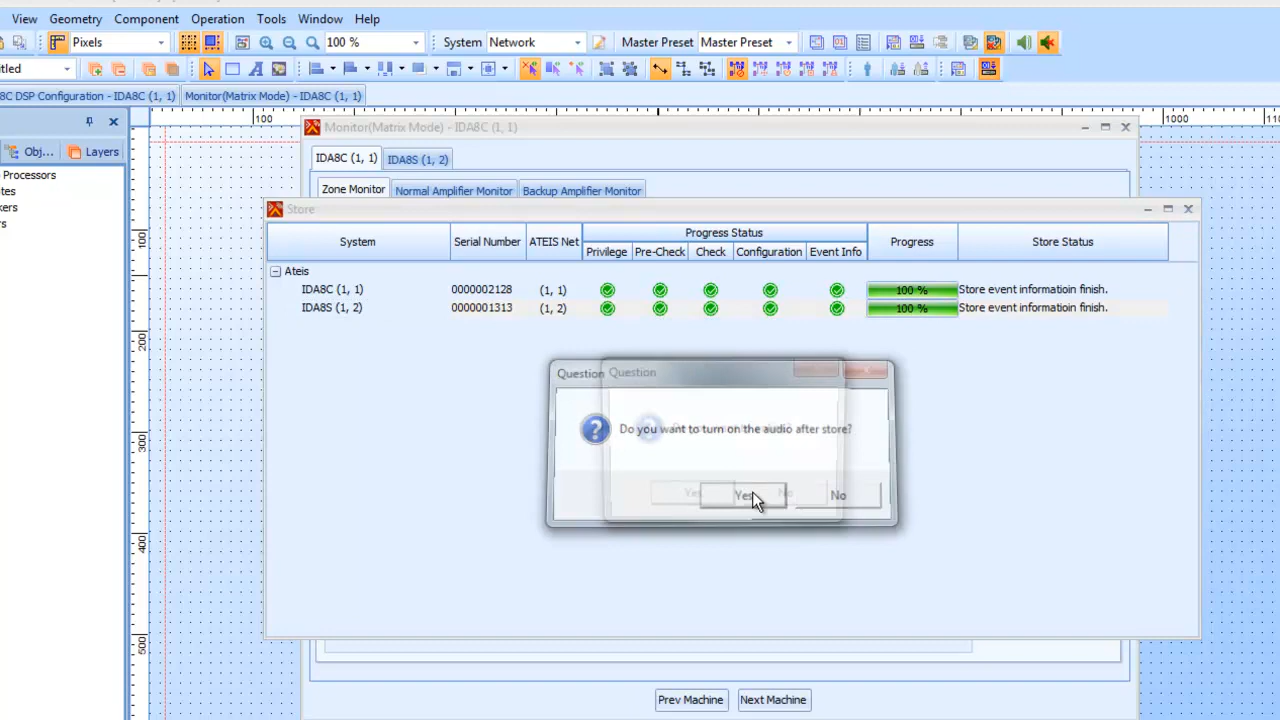 View Geometry Component Operation Tools Window Help
Pixels 100 % System Network Master Preset Master Preset
itled
8C DSP Configuration - IDA8C (1, 1) Monitor(Matrix Mode) - IDA8C (1, 1)
100 1000 110
Monitor(Matrix Mode) - IDA8C (1, 1)
Obj... Layers
IDA8C (1, 1) IDA8S (1, 2)
Processors
tes
kers
rs
Zone Monitor Normal Amplifier Monitor Backup Amplifier Monitor
Store
System Serial Number ATEIS Net Progress Status Progress Store Status
Privilege Pre-Check Check Configuration Event Info
Ateis
IDA8C (1, 1) 0000002128 (1, 1) 100 % Store event informatioin finish.
IDA8S (1, 2) 0000001313 (1, 2) 100 % Store event informatioin finish.
100
200
300
400
500
Question Question
Do you want to turn on the audio after store?
Yes No
Yes No
Prev Machine Next Machine